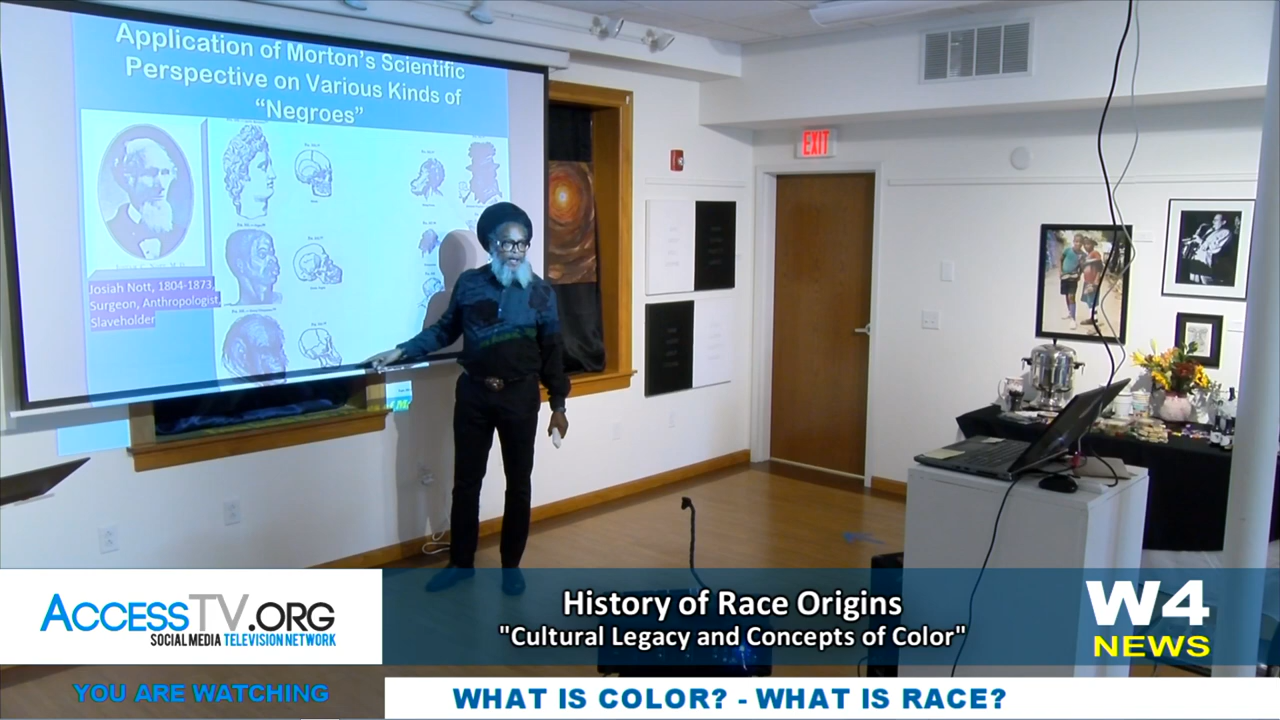 Application of Morton's Scientific
Perspective on Various Kinds of
“Negroes”
Josiah Nott, 1804-1873,
Surgeon, Anthropologist,
Slaveholder
EXIT
ACCESSTV.ORG
SOCIAL MEDIA TELEVISION NETWORK
History of Race Origins
"Cultural Legacy and Concepts of Color"
W4
NEWS
YOU ARE WATCHING
WHAT IS COLOR? - WHAT IS RACE?